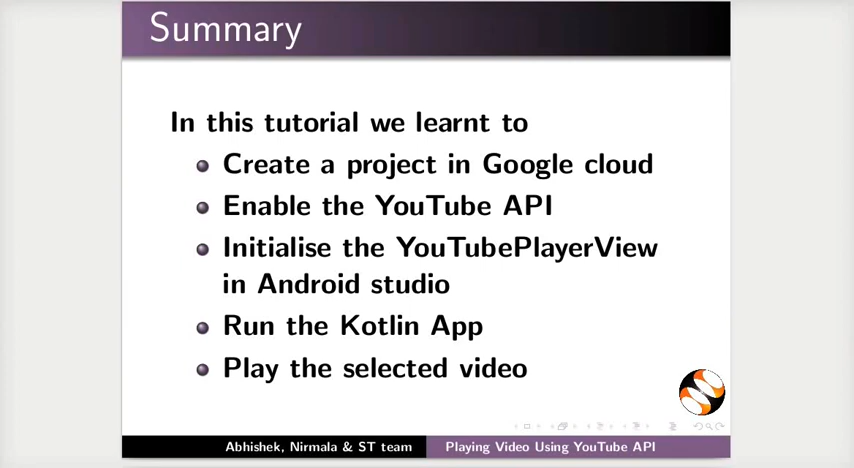 Summary
In this tutorial we learnt to
Create a project in Google cloud
Enable the YouTube API
Initialise the YouTubePlayerView
in Android studio
Run the Kotlin App
Play the selected video
Abhishek, Nirmala & ST team
Playing Video Using YouTube API